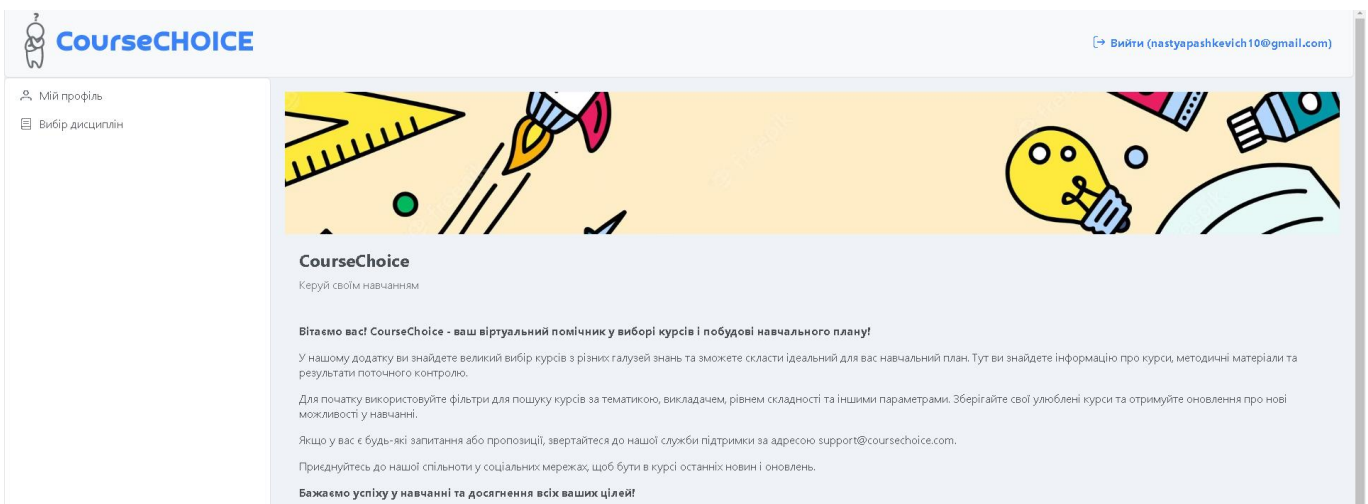 CourseCHOICE
Вийти (nastyapashkevich10@gmail.com)
Мій профіль
Вибір дисциплін
CourseChoice
Керуй своїм навчанням
Вітаємо вас! CourseChoice - ваш віртуальний помічник у виборі курсів і побудові навчального плану!
У нашому додатку ви знайдете великий вибір курсів з різних галузей знань та зможете скласти ідеальний для вас навчальний план. Тут ви знайдете інформацію про курси, методичні матеріали та
результати поточного контролю.
Для початку використовуйте фільтри для пошуку курсів за тематикою, викладачем, рівнем складності та іншими параметрами. Зберігайте свої улюблені курси та отримуйте оновлення про нові
можливості у навчанні.
Якщо у вас є будь-які запитання або пропозиції, звертайтеся до нашої служби підтримки за адресою support@coursechoice.com.
Приєднуйтесь до нашої спільноти у соціальних мережах, щоб бути в курсі останніх новин і оновлень.
Бажаємо успіху у навчанні та досягнення всіх ваших цілей!